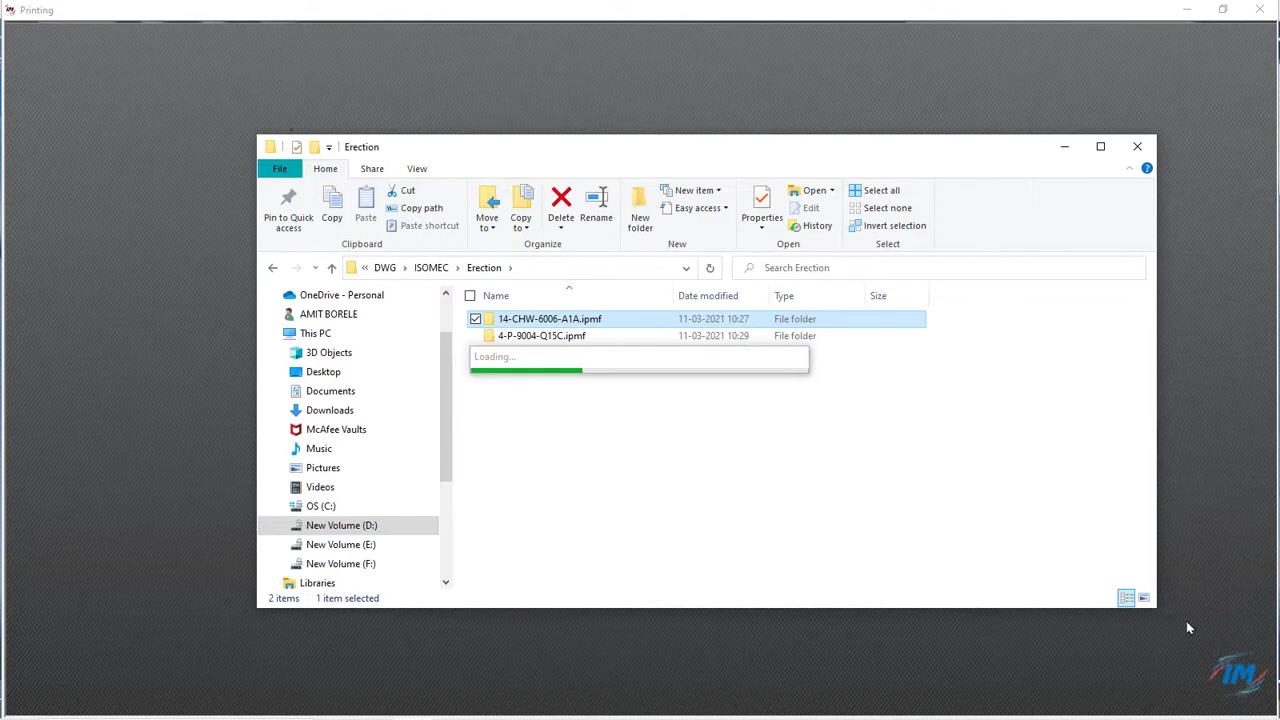 Printing
Erection
File Home Share View
Pin to Quick access
Copy
Paste
Cut
Copy path
Paste shortcut
Clipboard
Move to
Copy to
Delete
Rename
Organize
New folder
New item
Easy access
New
Properties
Open
Edit
History
Open
Select all
Select none
Invert selection
Select
« DWG › ISOMEC › Erection ›
Search Erection
Name Date modified Type Size
14-CHW-6006-A1A.ipmf 11-03-2021 10:27 File folder
4-P-9004-Q15C.ipmf 11-03-2021 10:29 File folder
Loading...
OneDrive - Personal
AMIT BORELE
This PC
3D Objects
Desktop
Documents
Downloads
McAfee Vaults
Music
Pictures
Videos
OS (C:)
New Volume (D:)
New Volume (E:)
New Volume (F:)
Libraries
2 items 1 item selected
IM